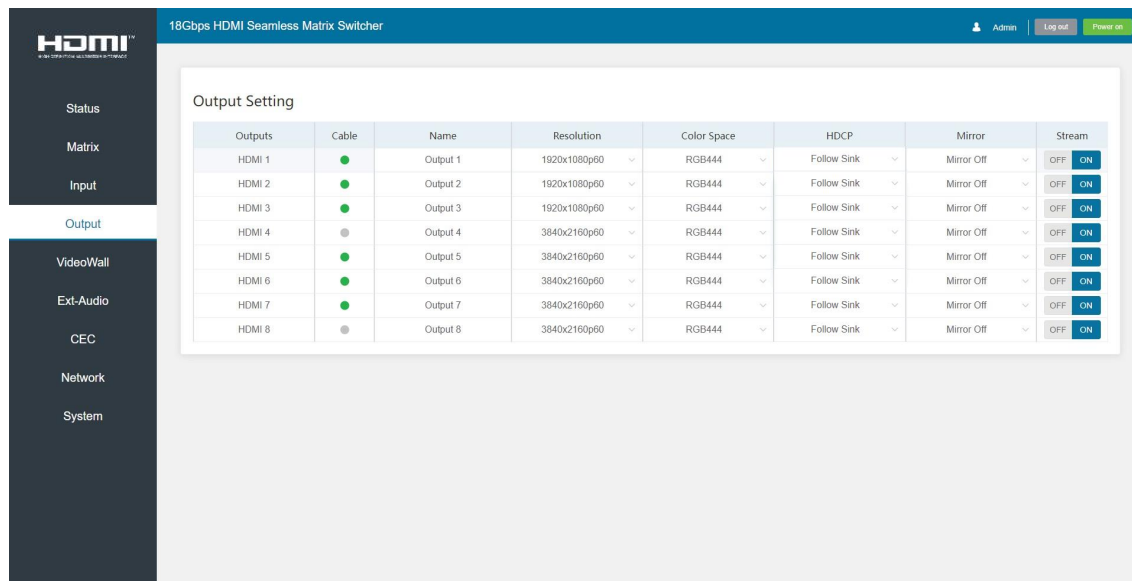 HDMI™
HIGH DEFINITION MULTIMEDIA INTERFACE
18Gbps HDMI Seamless Matrix Switcher
Admin Log out Power on
Status
Matrix
Input
Output
VideoWall
Ext-Audio
CEC
Network
System
Output Setting
Outputs Cable Name Resolution Color Space HDCP Mirror Stream
HDMI 1 Output 1 1920x1080p60 RGB444 Follow Sink Mirror Off OFF ON
HDMI 2 Output 2 1920x1080p60 RGB444 Follow Sink Mirror Off OFF ON
HDMI 3 Output 3 1920x1080p60 RGB444 Follow Sink Mirror Off OFF ON
HDMI 4 Output 4 3840x2160p60 RGB444 Follow Sink Mirror Off OFF ON
HDMI 5 Output 5 3840x2160p60 RGB444 Follow Sink Mirror Off OFF ON
HDMI 6 Output 6 3840x2160p60 RGB444 Follow Sink Mirror Off OFF ON
HDMI 7 Output 7 3840x2160p60 RGB444 Follow Sink Mirror Off OFF ON
HDMI 8 Output 8 3840x2160p60 RGB444 Follow Sink Mirror Off OFF ON